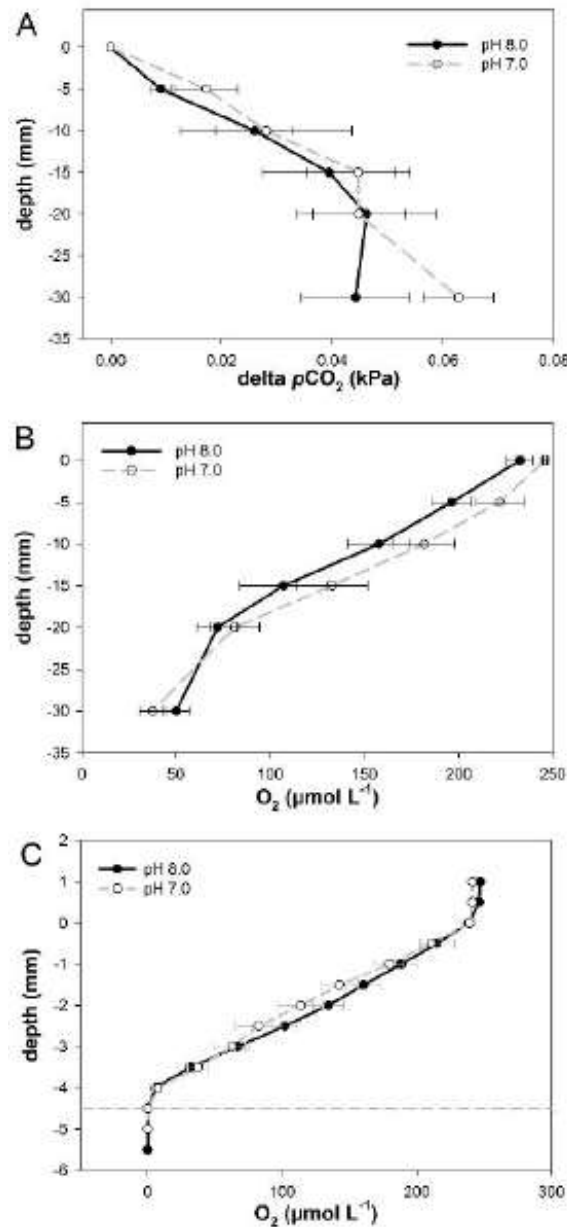 A
pH 8.0
pH 7.0
0
-5
-10
-15
-20
-25
-30
-35
depth (mm)
0.00 0.02 0.04 0.06 0.08
delta pCO₂ (kPa)
B
pH 8.0
pH 7.0
0
-5
-10
-15
-20
-25
-30
-35
depth (mm)
0 50 100 150 200 250
O₂ (µmol L⁻¹)
C
pH 8.0
pH 7.0
2
1
0
-1
-2
-3
-4
-5
-6
depth (mm)
0 100 200 300
O₂ (µmol L⁻¹)